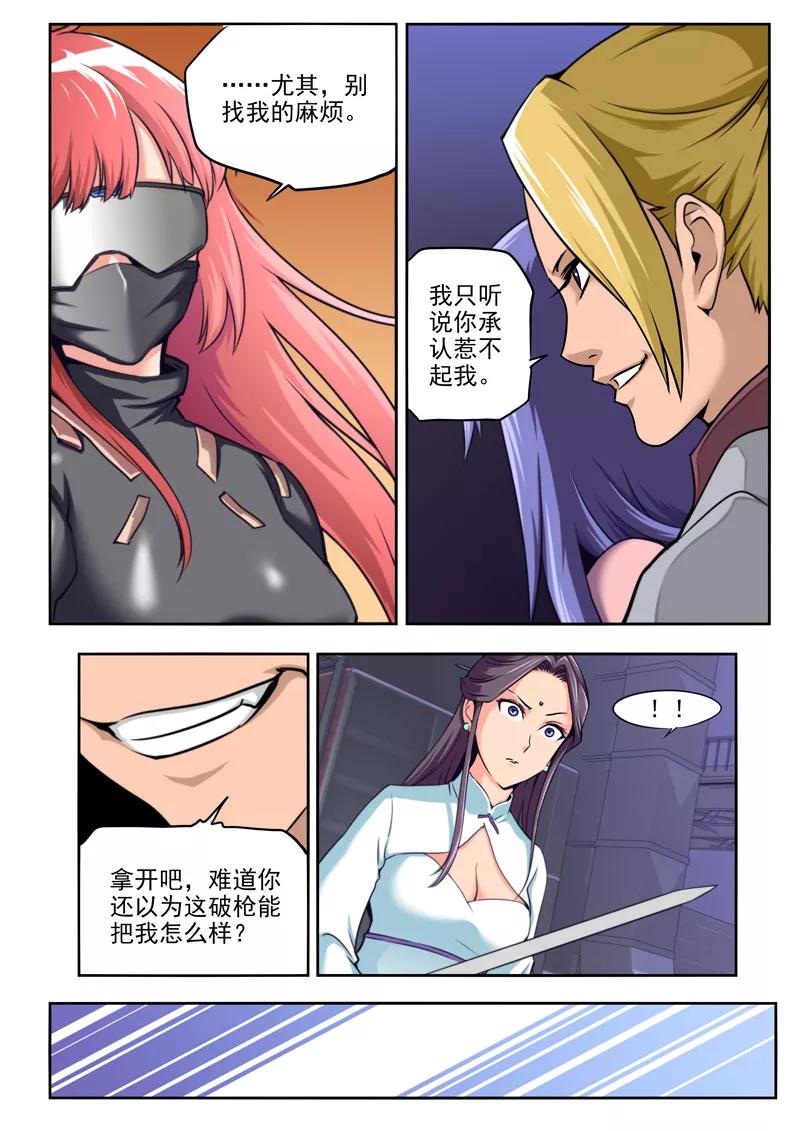 ……尤其，别
找我的麻烦。
我只听
说你承
认惹不
起我。
！！
拿开吧，难道你
还以为这破枪能
把我怎么样？